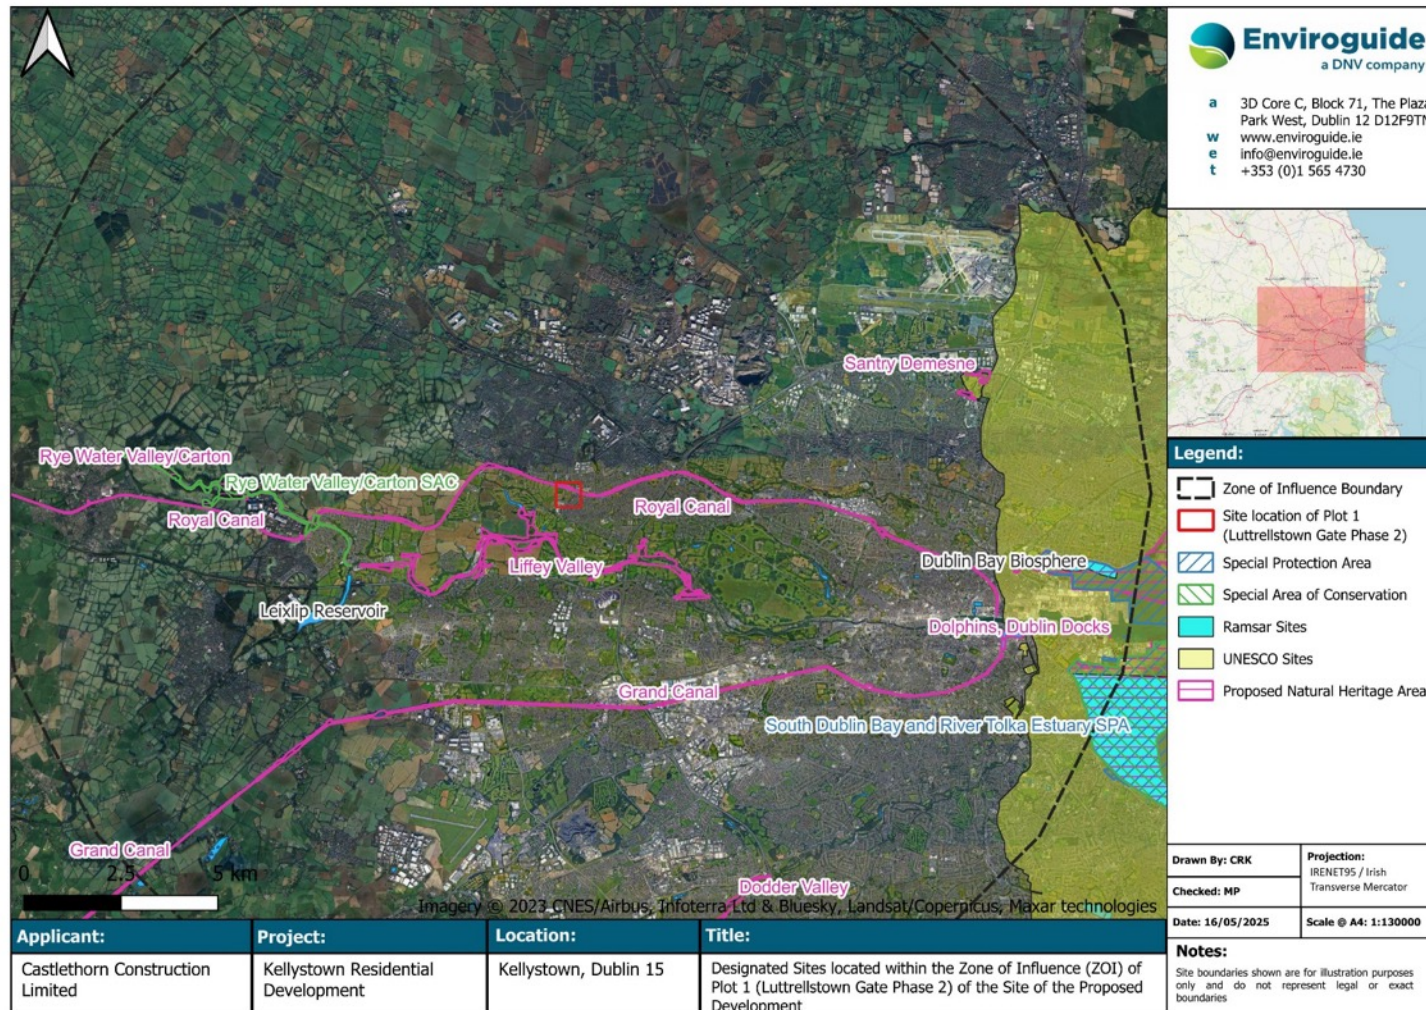 Enviroguide
a DNV company
a 3D Core C, Block 71, The Plaza
Park West, Dublin 12 D12F9TN
w www.enviroguide.ie
e info@enviroguide.ie
t +353 (0)1 565 4730
Santry Demesne
Rye Water Valley/Carton
Rye Water Valley/Carton SAC
Royal Canal
Royal Canal
Liffey Valley
Dublin Bay Biosphere
Leixlip Reservoir
Dolphins, Dublin Docks
Grand Canal
South Dublin Bay and River Tolka Estuary SPA
Grand Canal
Dodder Valley
0 2.5 5 km
Imagery © 2023 CNES/Airbus, Infoterra Ltd & Bluesky, Landsat/Copernicus, Maxar technologies
Legend:
Zone of Influence Boundary
Site location of Plot 1
(Luttrellstown Gate Phase 2)
Special Protection Area
Special Area of Conservation
Ramsar Sites
UNESCO Sites
Proposed Natural Heritage Area
Drawn By: CRK
Checked: MP
Projection:
IRENET95 / Irish
Transverse Mercator
Date: 16/05/2025
Scale @ A4: 1:130000
Notes:
Site boundaries shown are for illustration purposes
only and do not represent legal or exact
boundaries
Applicant:
Castlethorn Construction
Limited
Project:
Kellystown Residential
Development
Location:
Kellystown, Dublin 15
Title:
Designated Sites located within the Zone of Influence (ZOI) of
Plot 1 (Luttrellstown Gate Phase 2) of the Site of the Proposed
Development